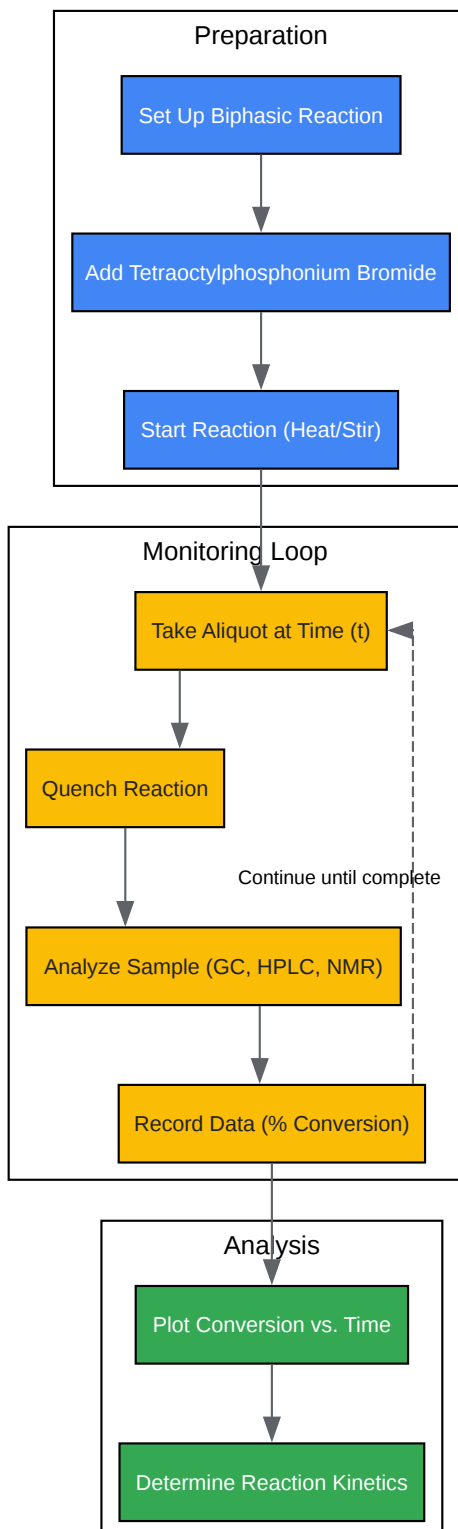 Preparation
Set Up Biphasic Reaction
Add Tetraoctylphosphonium Bromide
Start Reaction (Heat/Stir)
Monitoring Loop
Take Aliquot at Time (t)
Quench Reaction
Continue until complete
Analyze Sample (GC, HPLC, NMR)
Record Data (% Conversion)
Analysis
Plot Conversion vs. Time
Determine Reaction Kinetics